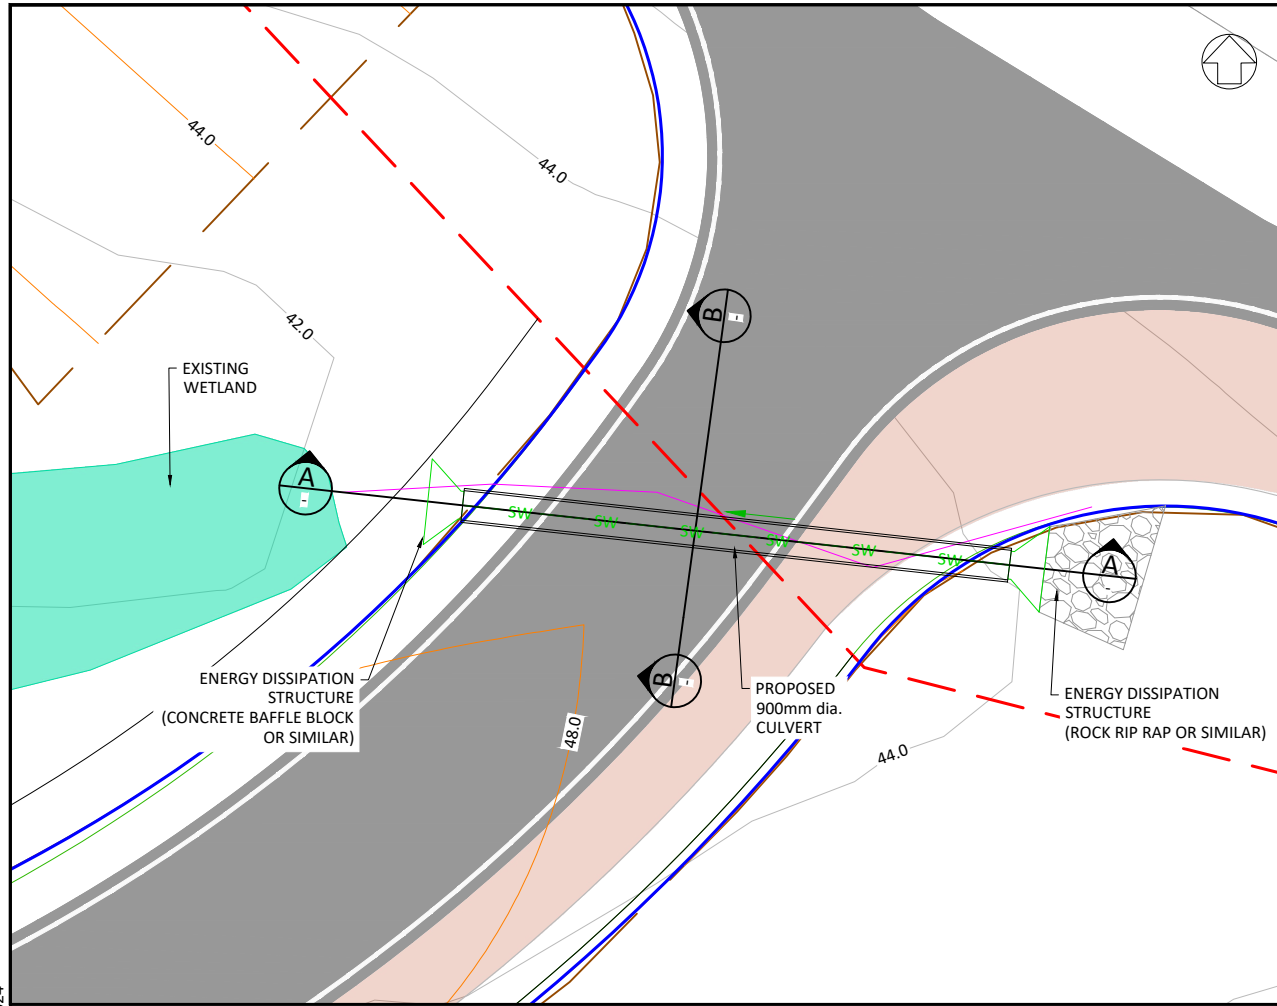 44.0
44.0
42.0
EXISTING
WETLAND
B
-
A
-
SW
SW
SW
SW
SW
SW
A
-
B
-
ENERGY DISSIPATION
STRUCTURE
(CONCRETE BAFFLE BLOCK
OR SIMILAR)
48.0
PROPOSED
900mm dia.
CULVERT
44.0
ENERGY DISSIPATION
STRUCTURE
(ROCK RIP RAP OR SIMILAR)